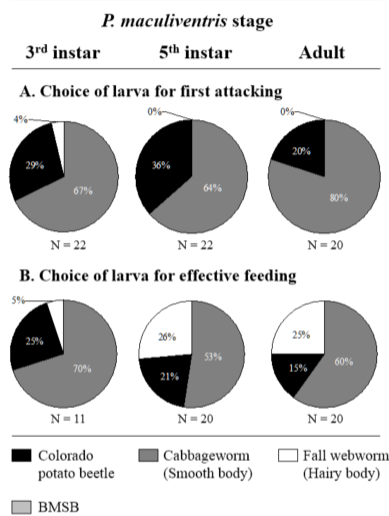 P. maculiventris stage
3rd instar 5th instar Adult
A. Choice of larva for first attacking
4% 0% 0%
29% 67% 36% 64% 20% 80%
N = 22 N = 22 N = 20
B. Choice of larva for effective feeding
5%
25% 70% 26% 21% 53% 25% 15% 60%
N = 11 N = 20 N = 20
Colorado potato beetle
Cabbageworm (Smooth body)
Fall webworm (Hairy body)
BMSB